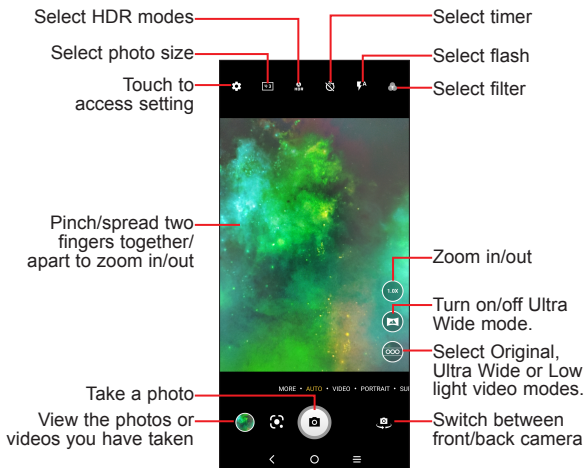 Select HDR modes
Select timer
Select photo size
Select flash
Touch to
access setting
Select filter
4:3
HDR
A
Pinch/spread two
fingers together/
apart to zoom in/out
Zoom in/out
1.0X
Turn on/off Ultra
Wide mode.
Select Original,
Ultra Wide or Low
light video modes.
MORE • AUTO • VIDEO • PORTRAIT •
Take a photo
View the photos or
videos you have taken
Switch between
front/back camera